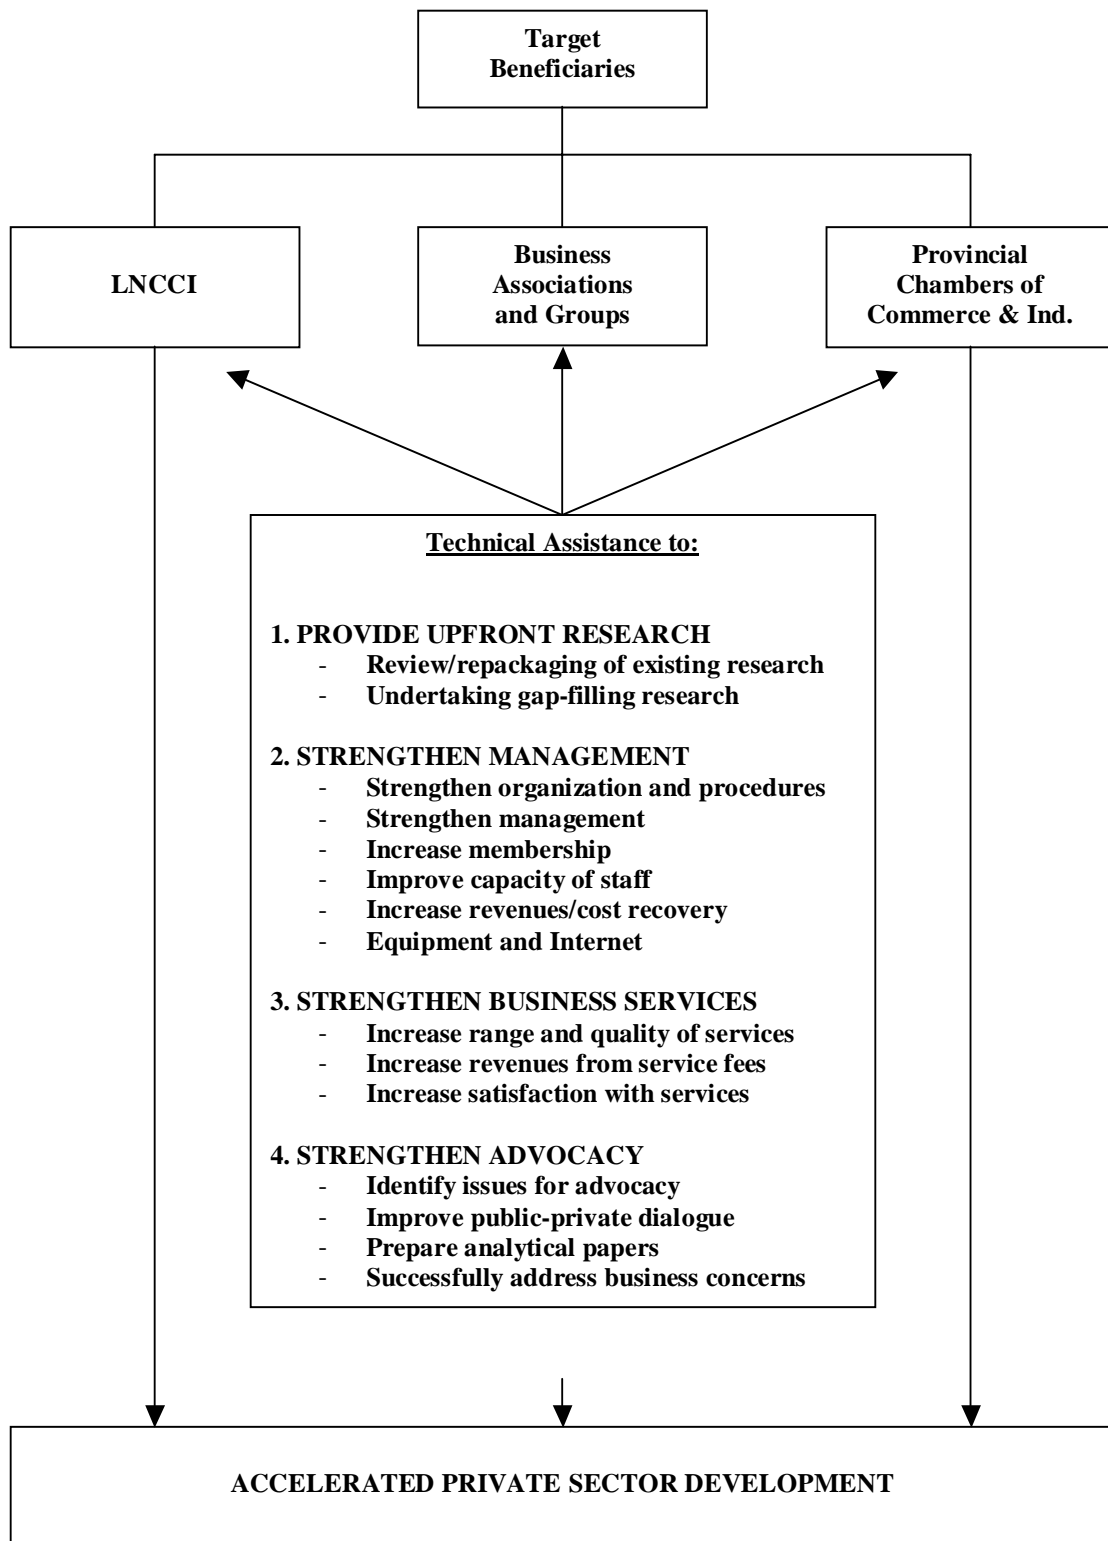 Target
Beneficiaries
LNCCI
Business
Associations
and Groups
Provincial
Chambers of
Commerce & Ind.
Technical Assistance to:
1. PROVIDE UPFRONT RESEARCH
- Review/repackaging of existing research
- Undertaking gap-filling research
2. STRENGTHEN MANAGEMENT
- Strengthen organization and procedures
- Strengthen management
- Increase membership
- Improve capacity of staff
- Increase revenues/cost recovery
- Equipment and Internet
3. STRENGTHEN BUSINESS SERVICES
- Increase range and quality of services
- Increase revenues from service fees
- Increase satisfaction with services
4. STRENGTHEN ADVOCACY
- Identify issues for advocacy
- Improve public-private dialogue
- Prepare analytical papers
- Successfully address business concerns
ACCELERATED PRIVATE SECTOR DEVELOPMENT